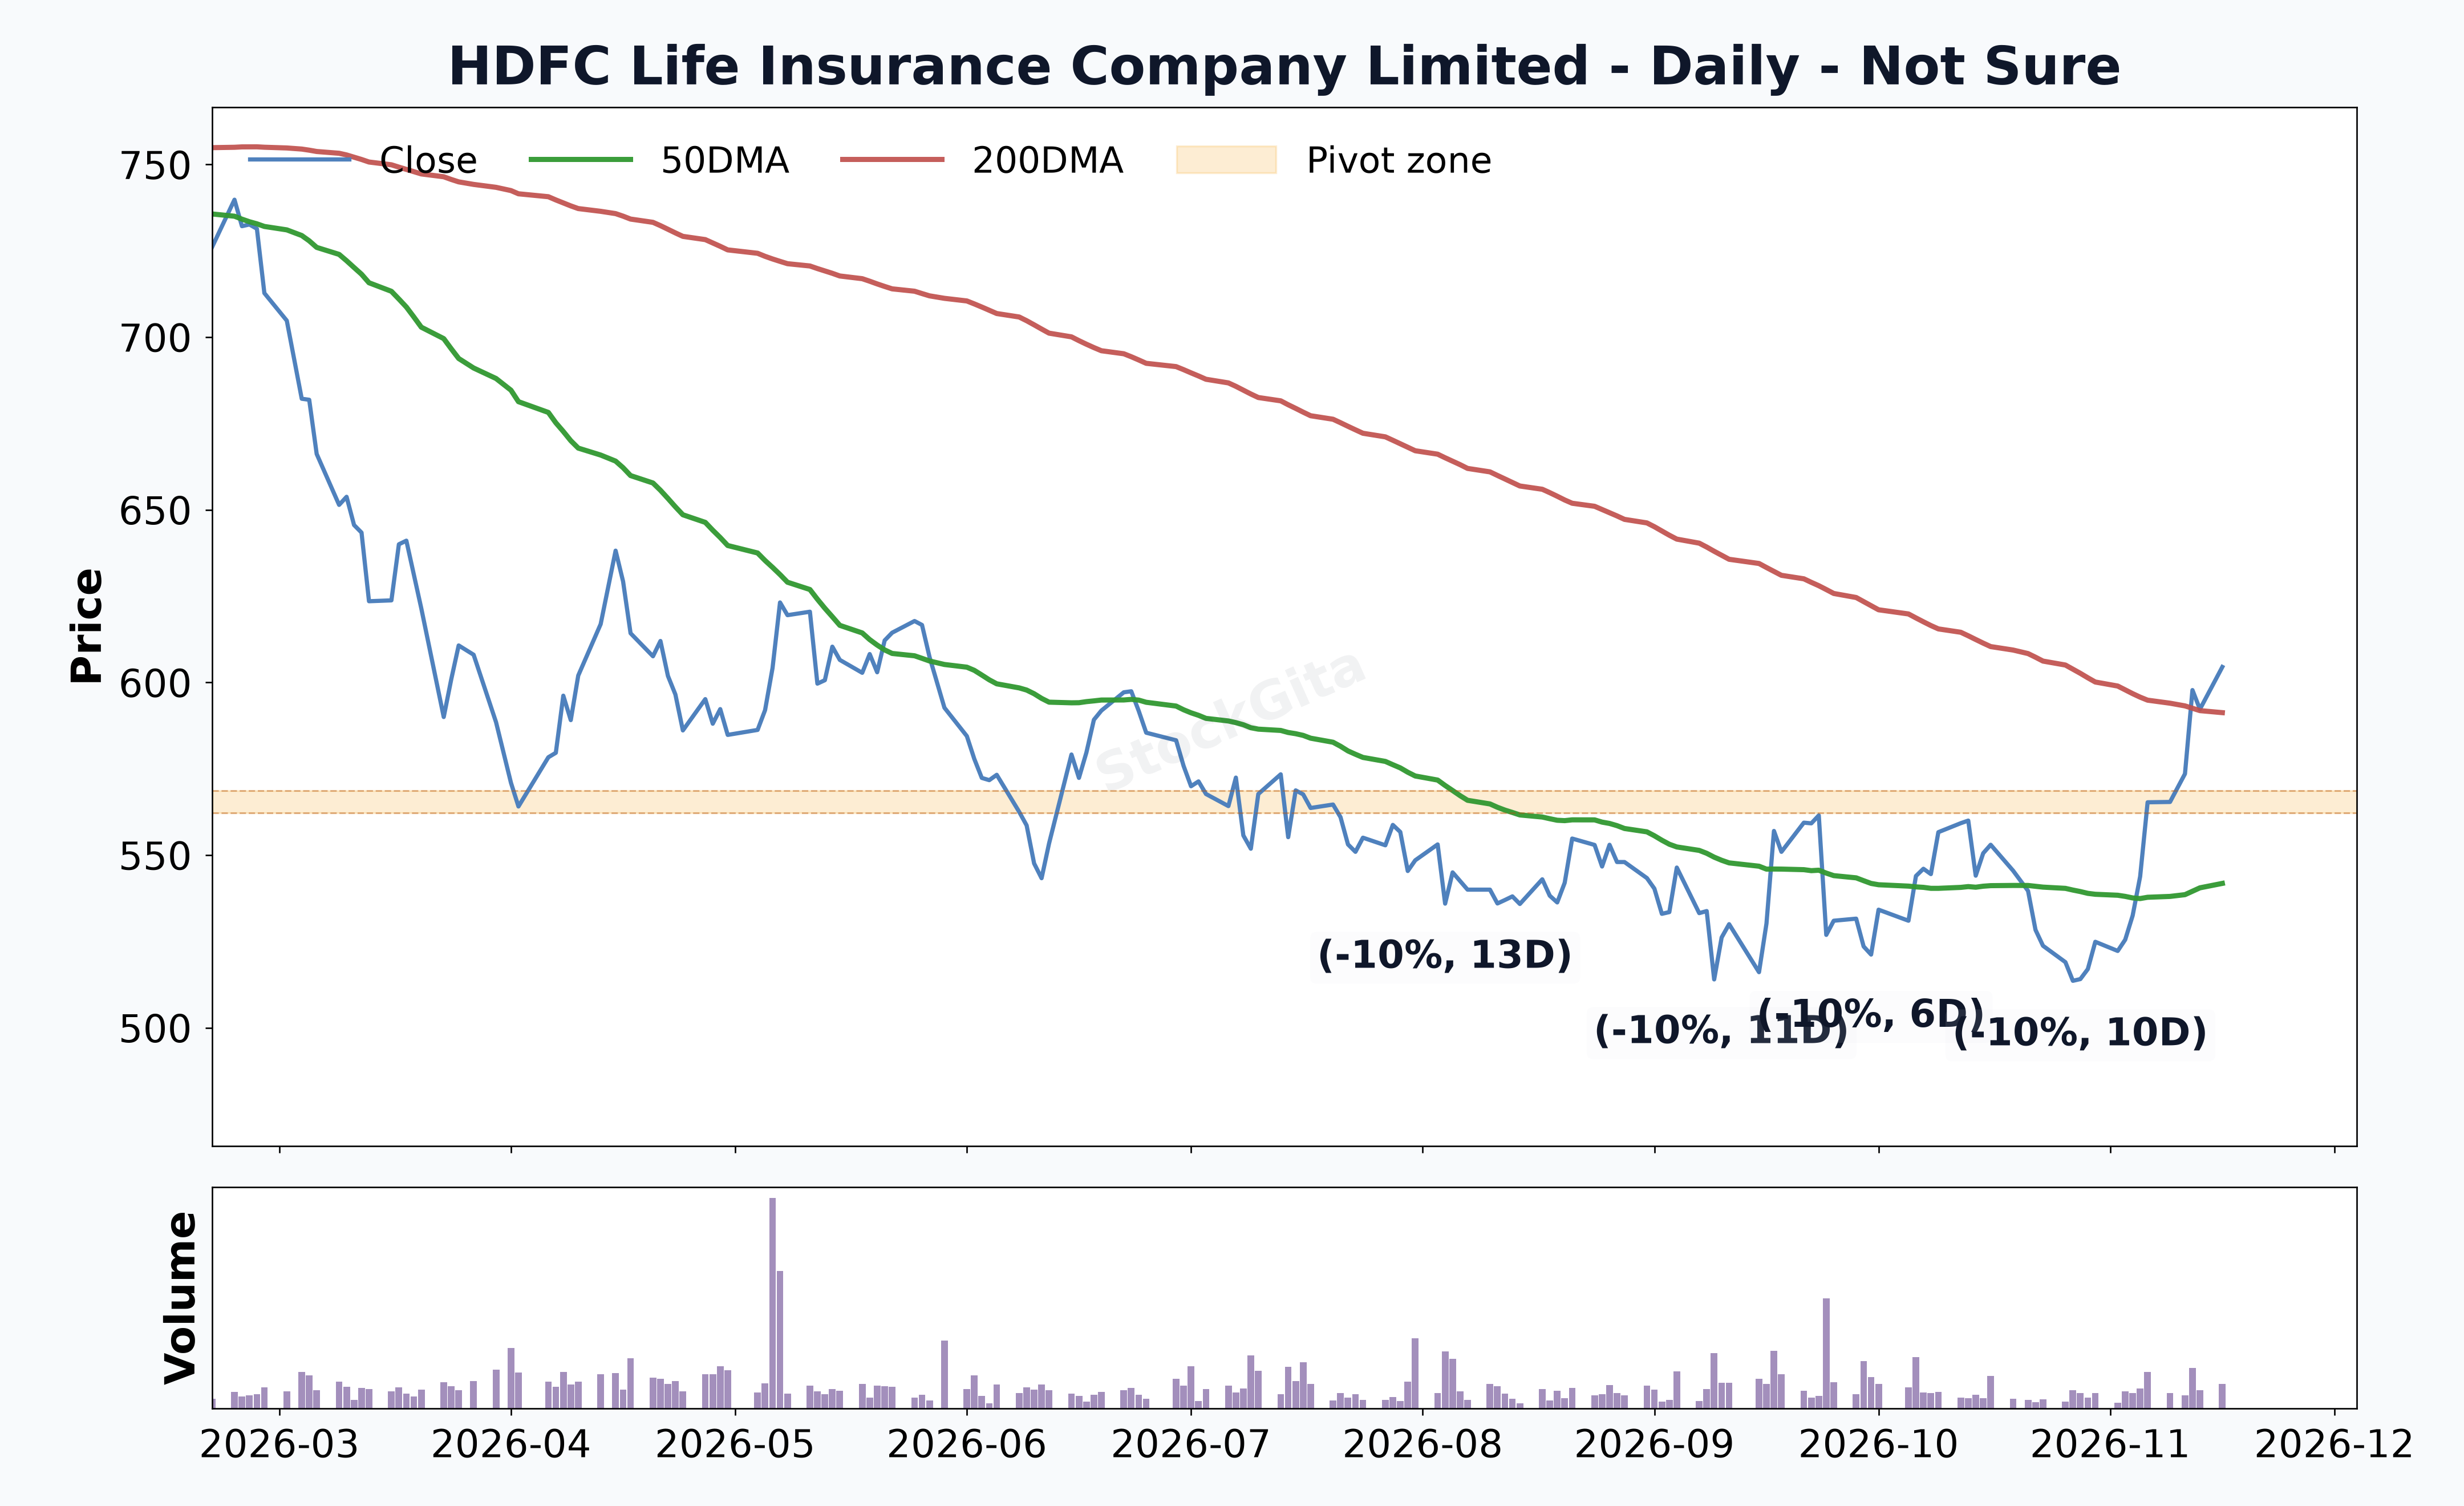 HDFC Life Insurance Company Limited - Daily - Not Sure
Close 50DMA 200DMA Pivot zone
Price
750
700
650
600
550
500
StockGita
(-10%, 13D)
(-10%, 11D)
(-10%, 6D)
(-10%, 10D)
Volume
2026-03 2026-04 2026-05 2026-06 2026-07 2026-08 2026-09 2026-10 2026-11 2026-12